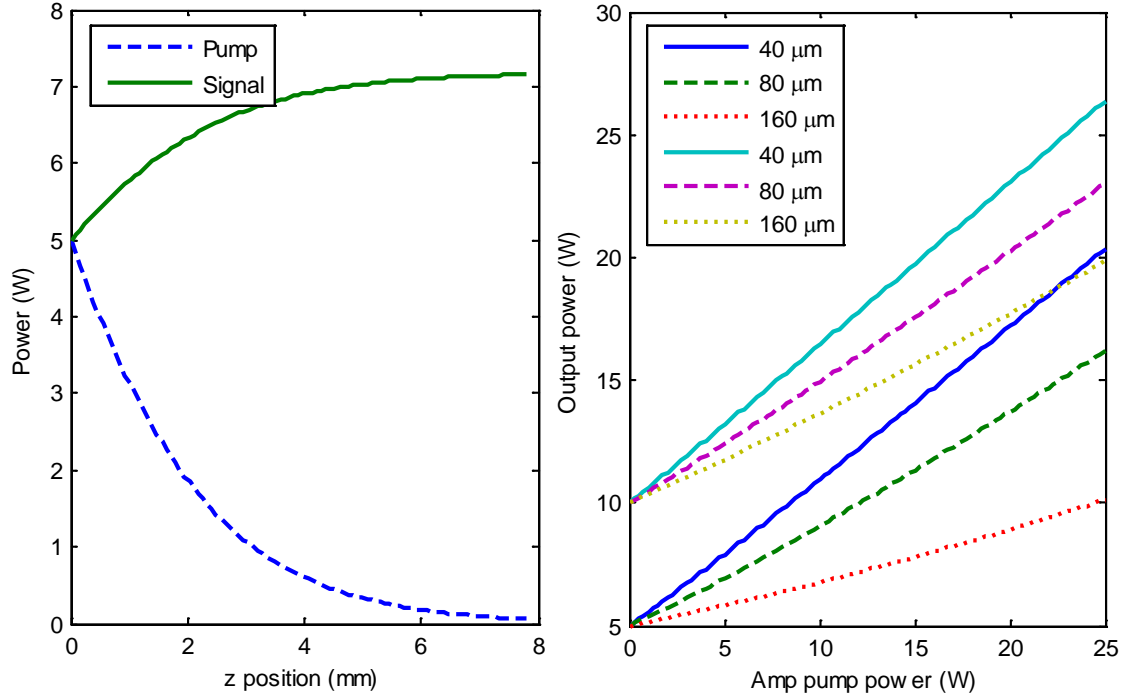 8
7
6
5
4
3
2
1
0
Power (W)
Pump
Signal
0 2 4 6 8
z position (mm)
30
25
20
15
10
5
Output power (W)
40 μm
80 μm
160 μm
40 μm
80 μm
160 μm
0 5 10 15 20 25
Amp pump power (W)